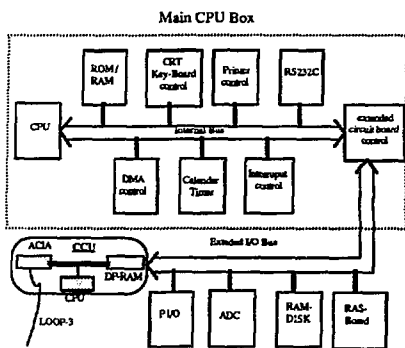 Main CPU Box
ROM/
RAM
CRT
Key-Board
control
Printer
control
RS232C
CPU
Internal Bus
extended
circuit board
control
DMA
control
Calender
Timer
Interruput
control
Extended I/O Bus
ACIA
CCU
DP-RAM
CPU
LOOP-3
PI/O
ADC
RAM-
DISK
RAS-
Board